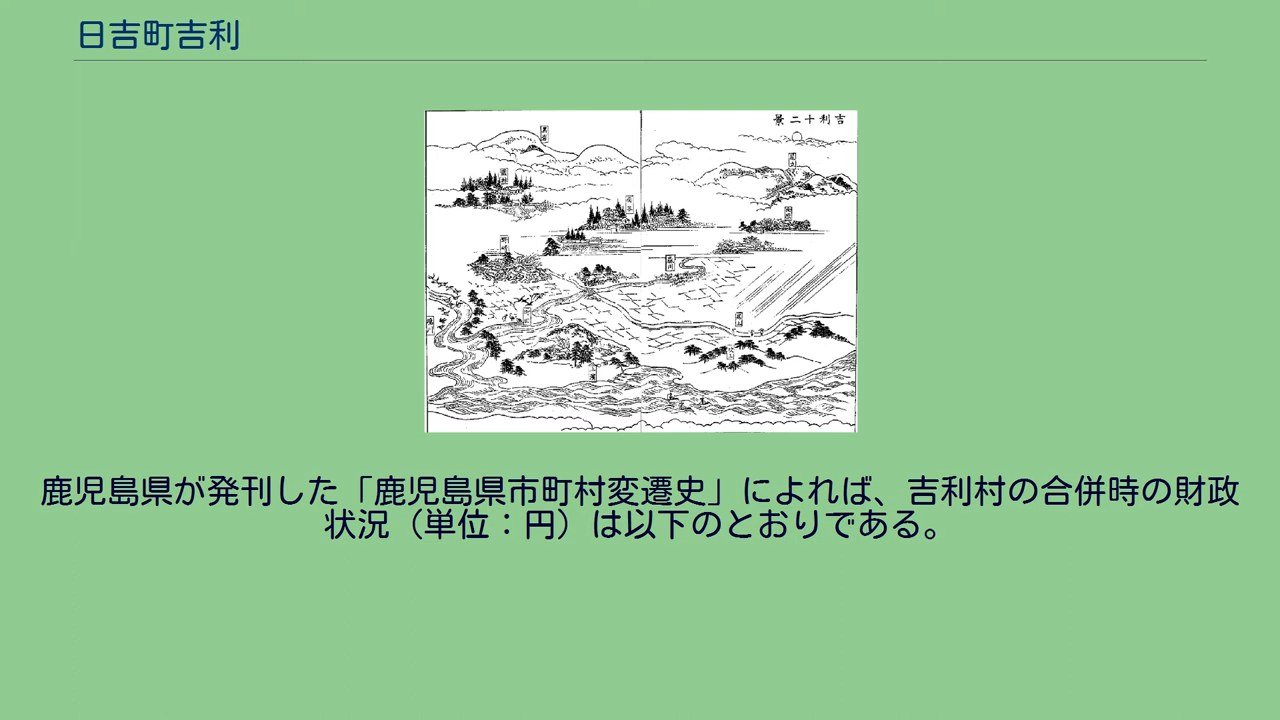 日吉町吉利
景二十利吉
鹿児島県が発刊した「鹿児島県市町村変遷史」によれば、吉利村の合併時の財政
状況（単位：円）は以下のとおりである。